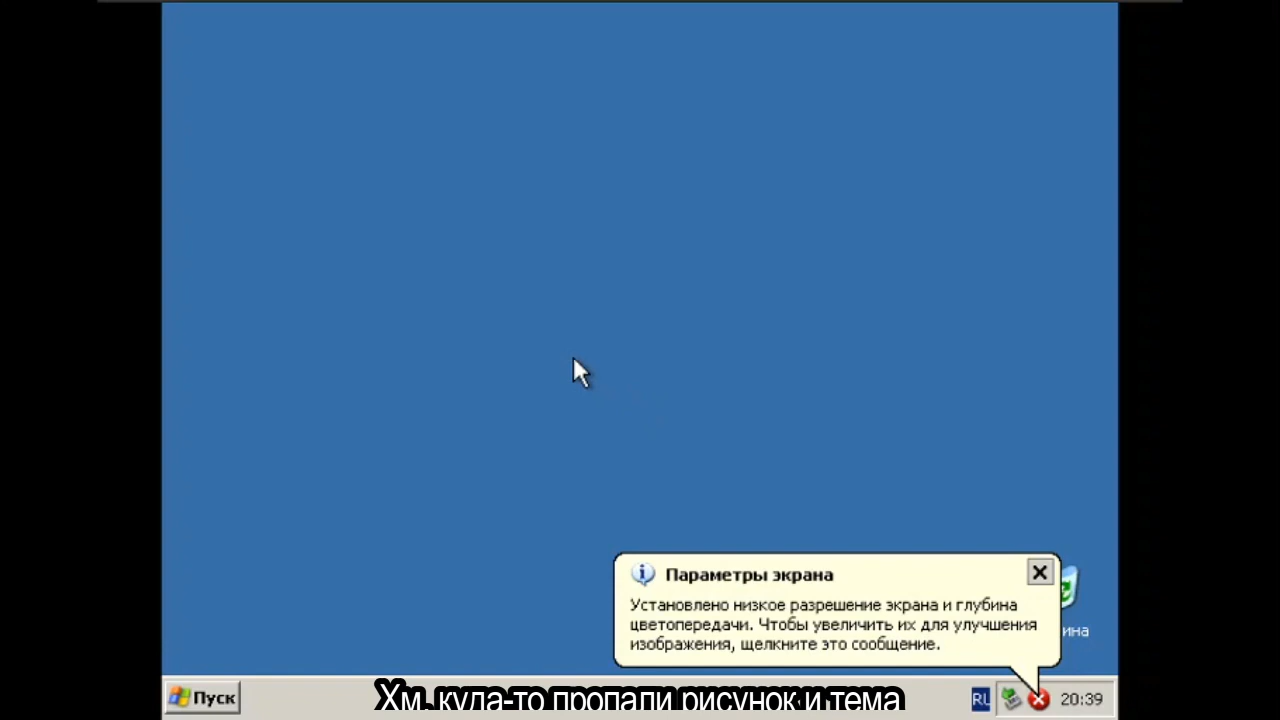 Параметры экрана
Установлено низкое разрешение экрана и глубина
цветопередачи. Чтобы увеличить их для улучшения
изображения, щелкните это сообщение.
ина
Пуск
Хм, куда-то пропали рисунок и тема
RU
20:39